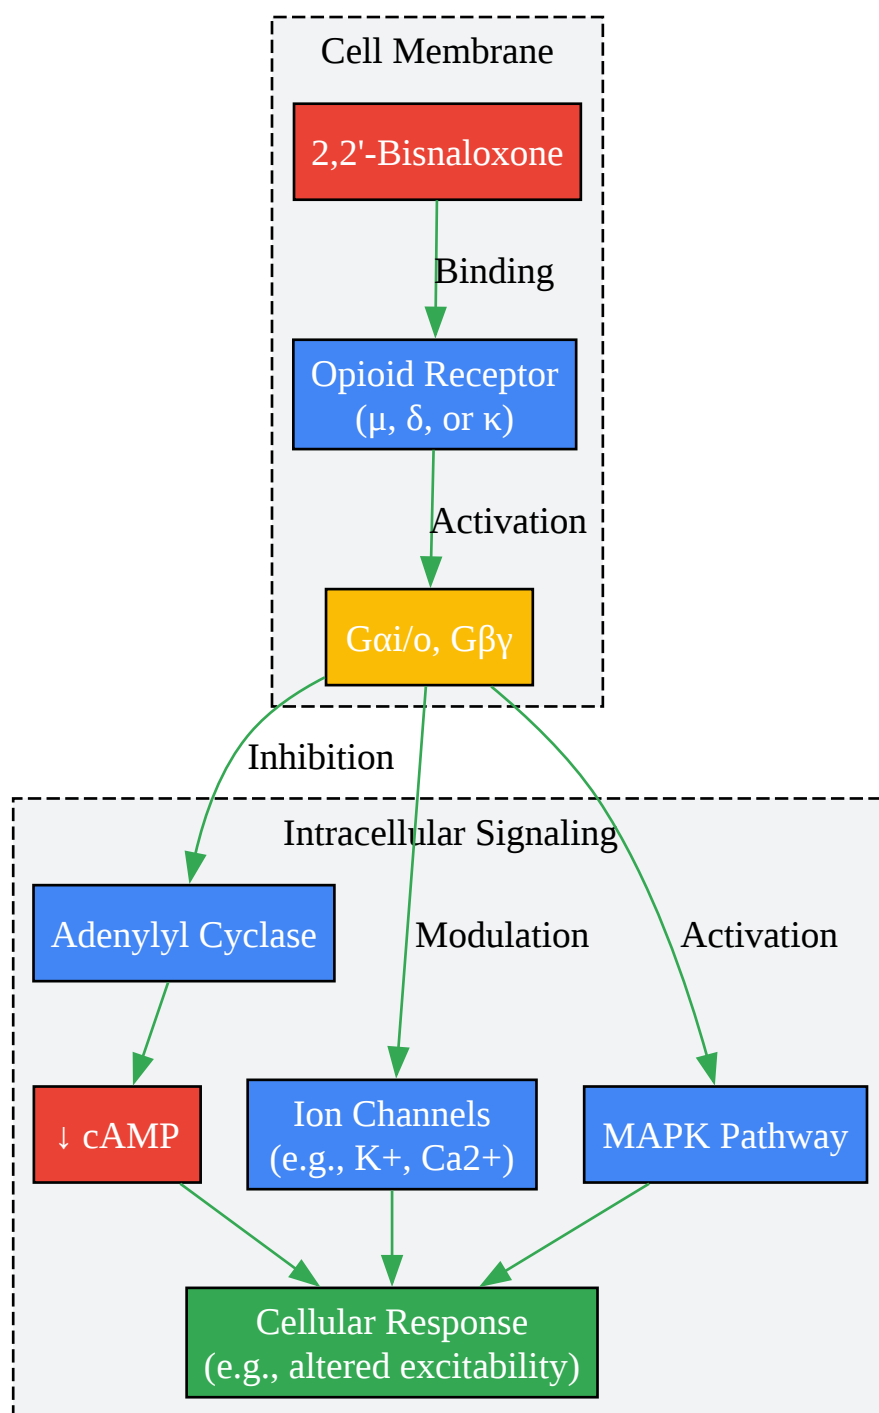 Cell Membrane
2,2'-Bisnaloxone
Binding
Opioid Receptor
(μ, δ, or κ)
Activation
Gαi/o, Gβγ
Inhibition
Intracellular Signaling
Adenylyl Cyclase
Modulation
Activation
↓ cAMP
Ion Channels
(e.g., K+, Ca2+)
MAPK Pathway
Cellular Response
(e.g., altered excitability)